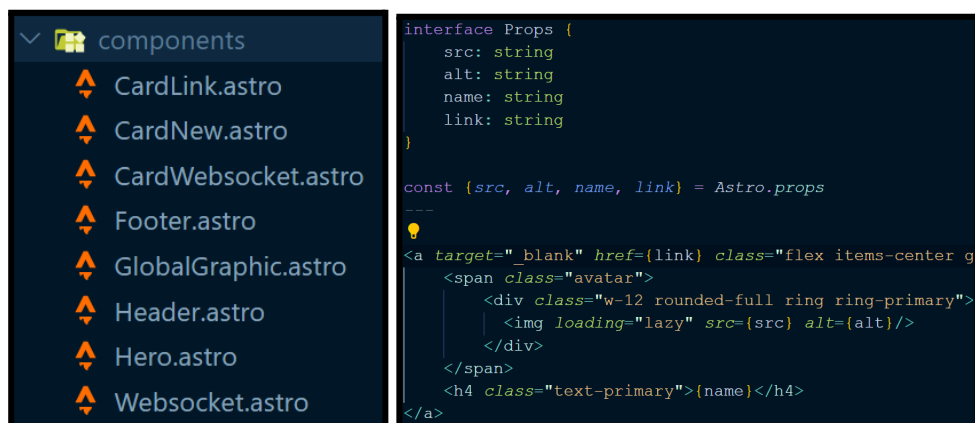 components
CardLink.astro
CardNew.astro
CardWebsocket.astro
Footer.astro
GlobalGraphic.astro
Header.astro
Hero.astro
Websocket.astro
interface Props {
    src: string
    alt: string
    name: string
    link: string
}
const {src, alt, name, link} = Astro.props
---
<a target="_blank" href={link} class="flex items-center g
    <span class="avatar">
        <div class="w-12 rounded-full ring ring-primary">
          <img loading="lazy" src={src} alt={alt}/>
        </div>
    </span>
    <h4 class="text-primary">{name}</h4>
</a>